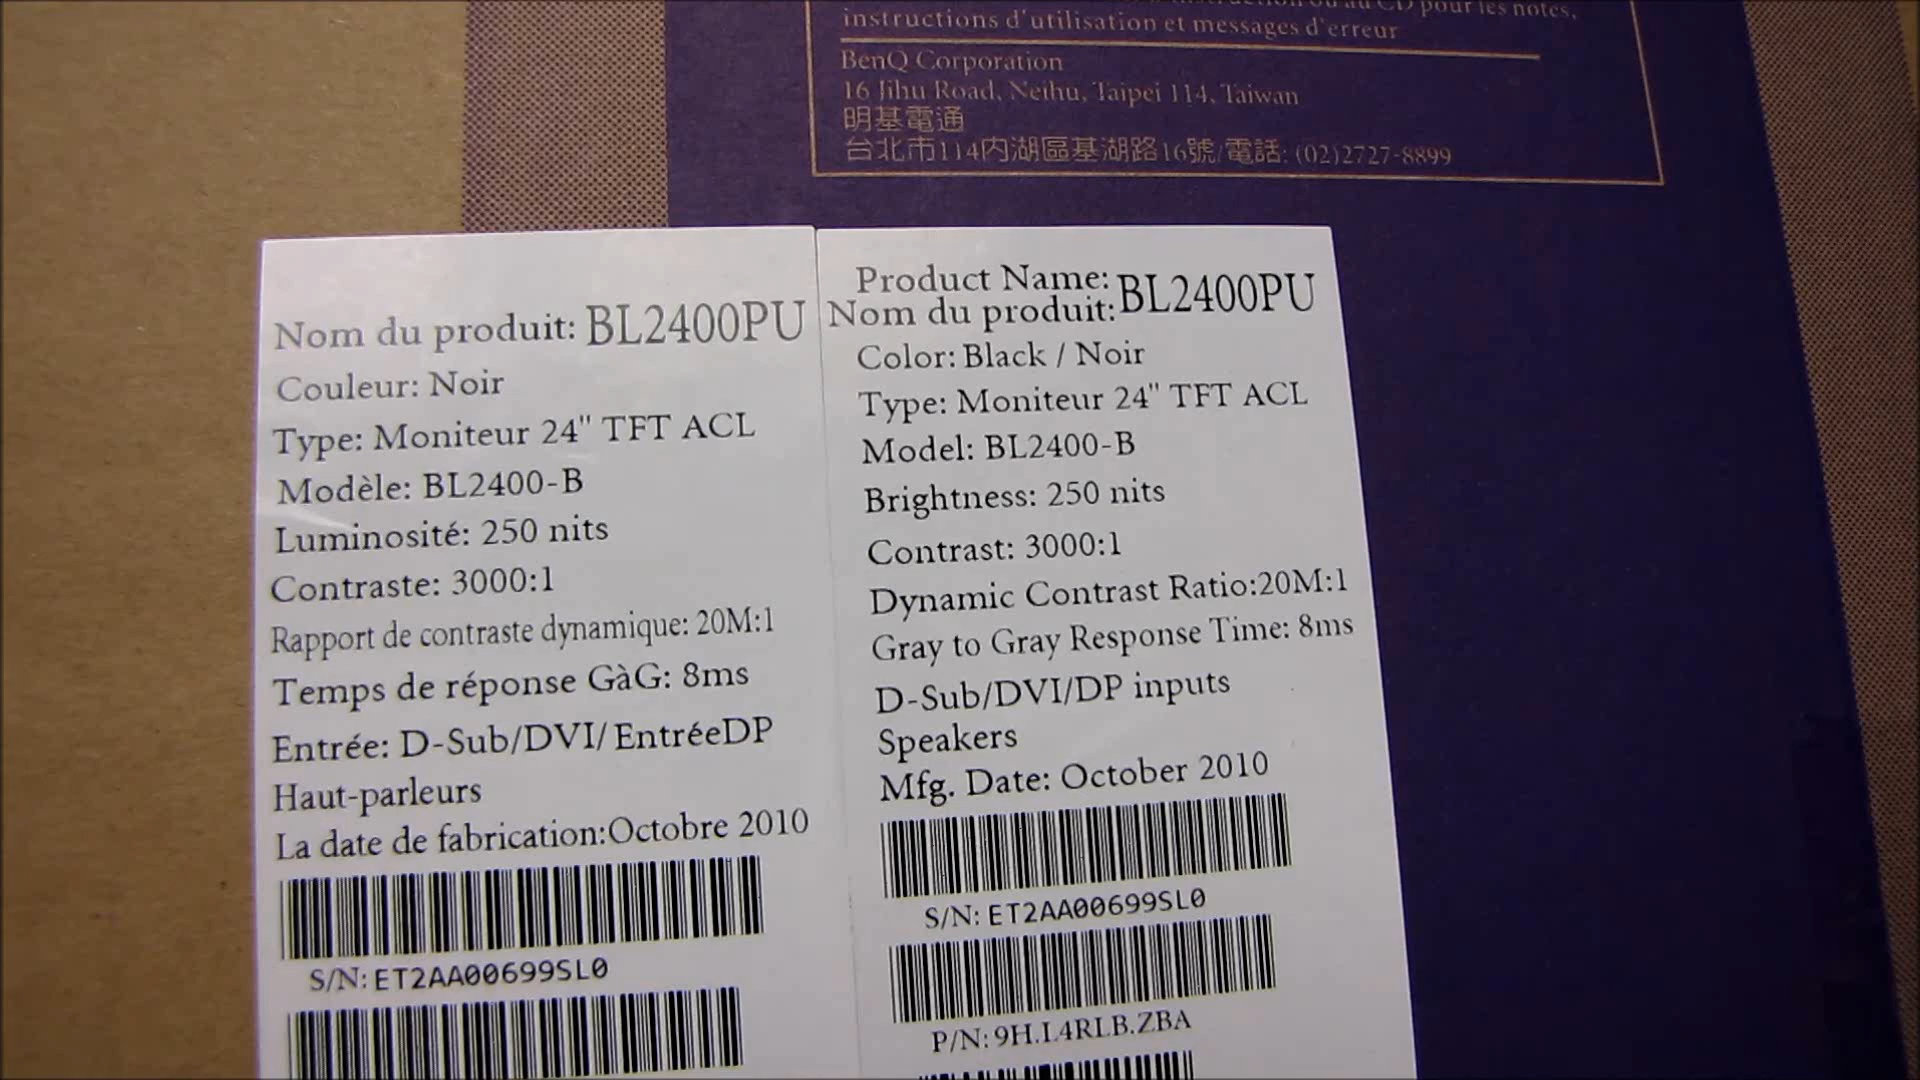 pour les notes,
instructions d'utilisation et messages d'erreur
BenQ Corporation
16 Jihu Road, Neihu, Taipei 114, Taiwan
明基電通
台北市114內湖區基湖路16號/電話: (02)2727-8899
Nom du produit: BL2400PU
Couleur: Noir
Type: Moniteur 24" TFT ACL
Modèle: BL2400-B
Luminosité: 250 nits
Contraste: 3000:1
Rapport de contraste dynamique: 20M:1
Temps de réponse GàG: 8ms
Entrée: D-Sub/DVI/ EntréeDP
Haut-parleurs
La date de fabrication:Octobre 2010
S/N: ET2AA00699SL0
Product Name:
Nom du produit: BL2400PU
Color: Black / Noir
Type: Moniteur 24" TFT ACL
Model: BL2400-B
Brightness: 250 nits
Contrast: 3000:1
Dynamic Contrast Ratio:20M:1
Gray to Gray Response Time: 8ms
D-Sub/DVI/DP inputs
Speakers
Mfg. Date: October 2010
S/N: ET2AA00699SL0
P/N: 9H.L4RLB.ZBA